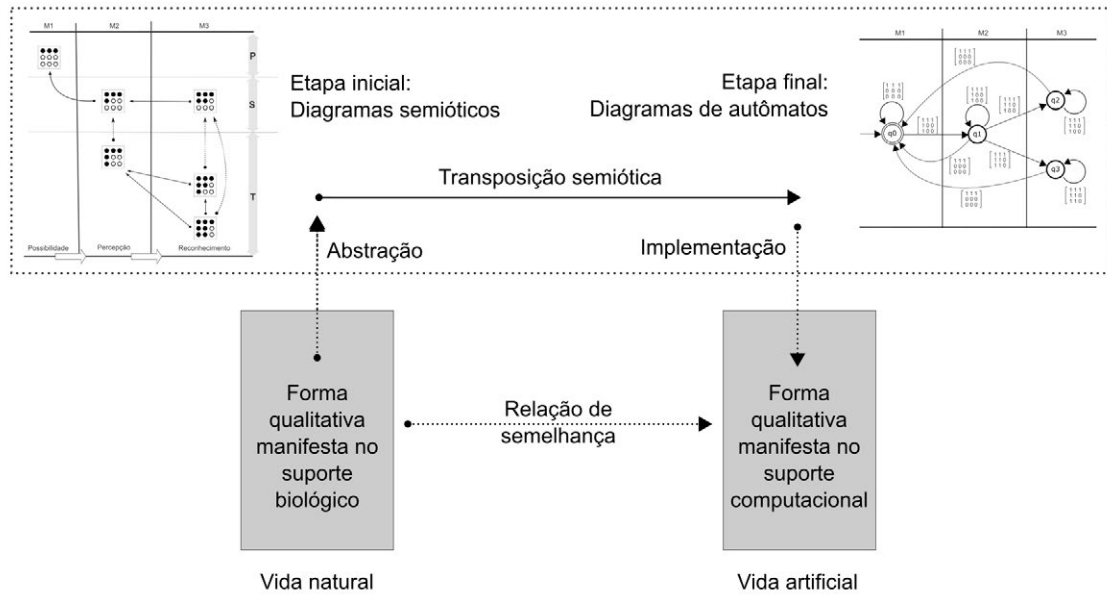 M1 M2 M3
P
S
T
Possibilidade Percepção Reconhecimento
Etapa inicial:
Diagramas semióticos
Etapa final:
Diagramas de autômatos
M1 M2 M3
q0
q1
q2
q3
Transposição semiótica
Abstração
Implementação
Forma
qualitativa
manifesta no
suporte
biológico
Relação de
semelhança
Forma
qualitativa
manifesta no
suporte
computacional
Vida natural
Vida artificial